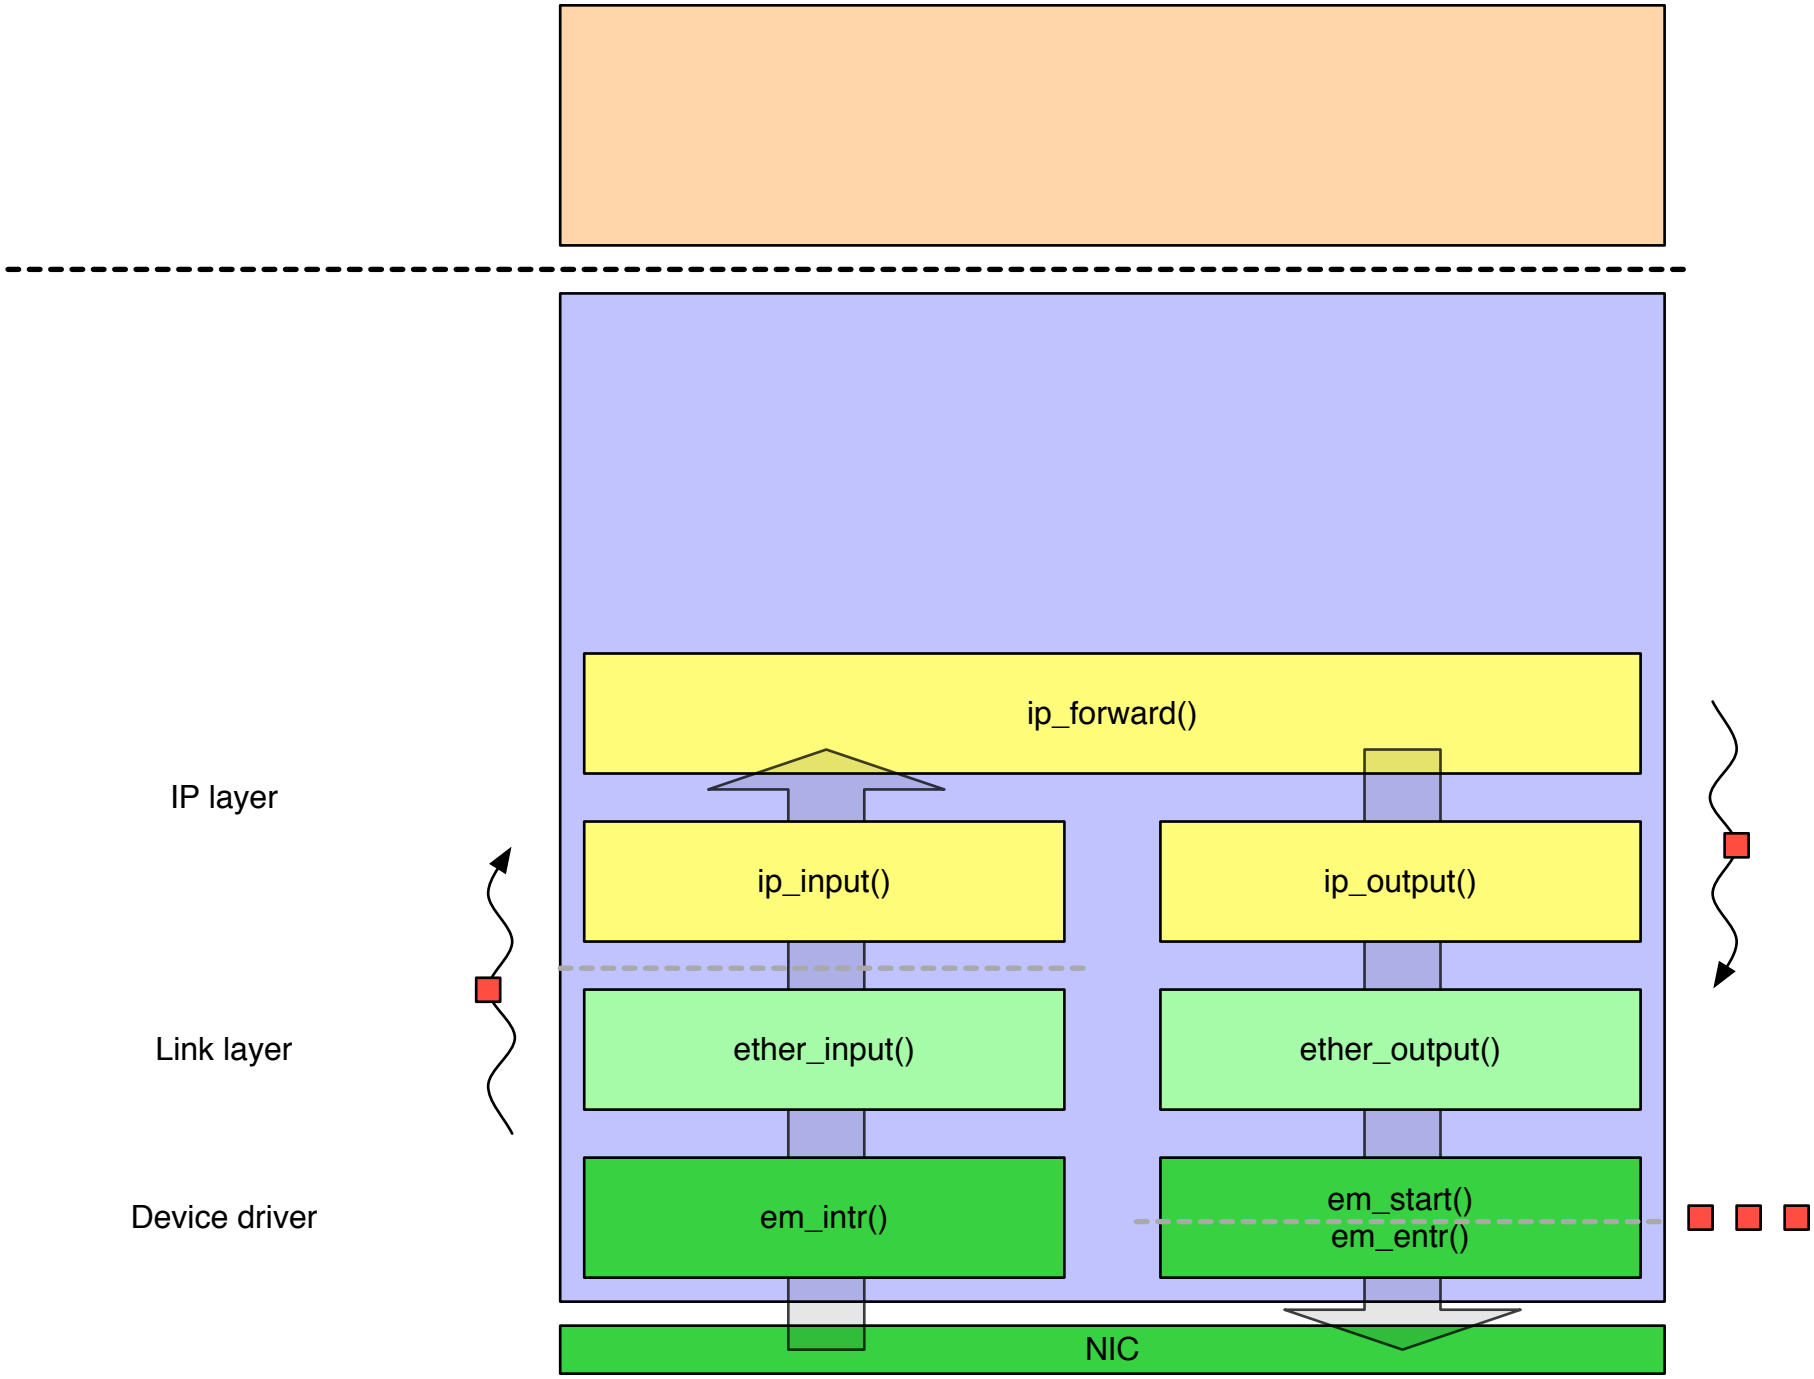 ip_forward()
IP layer
ip_input()
ip_output()
Link layer
ether_input()
ether_output()
Device driver
em_intr()
em_start()
em_entr()
NIC